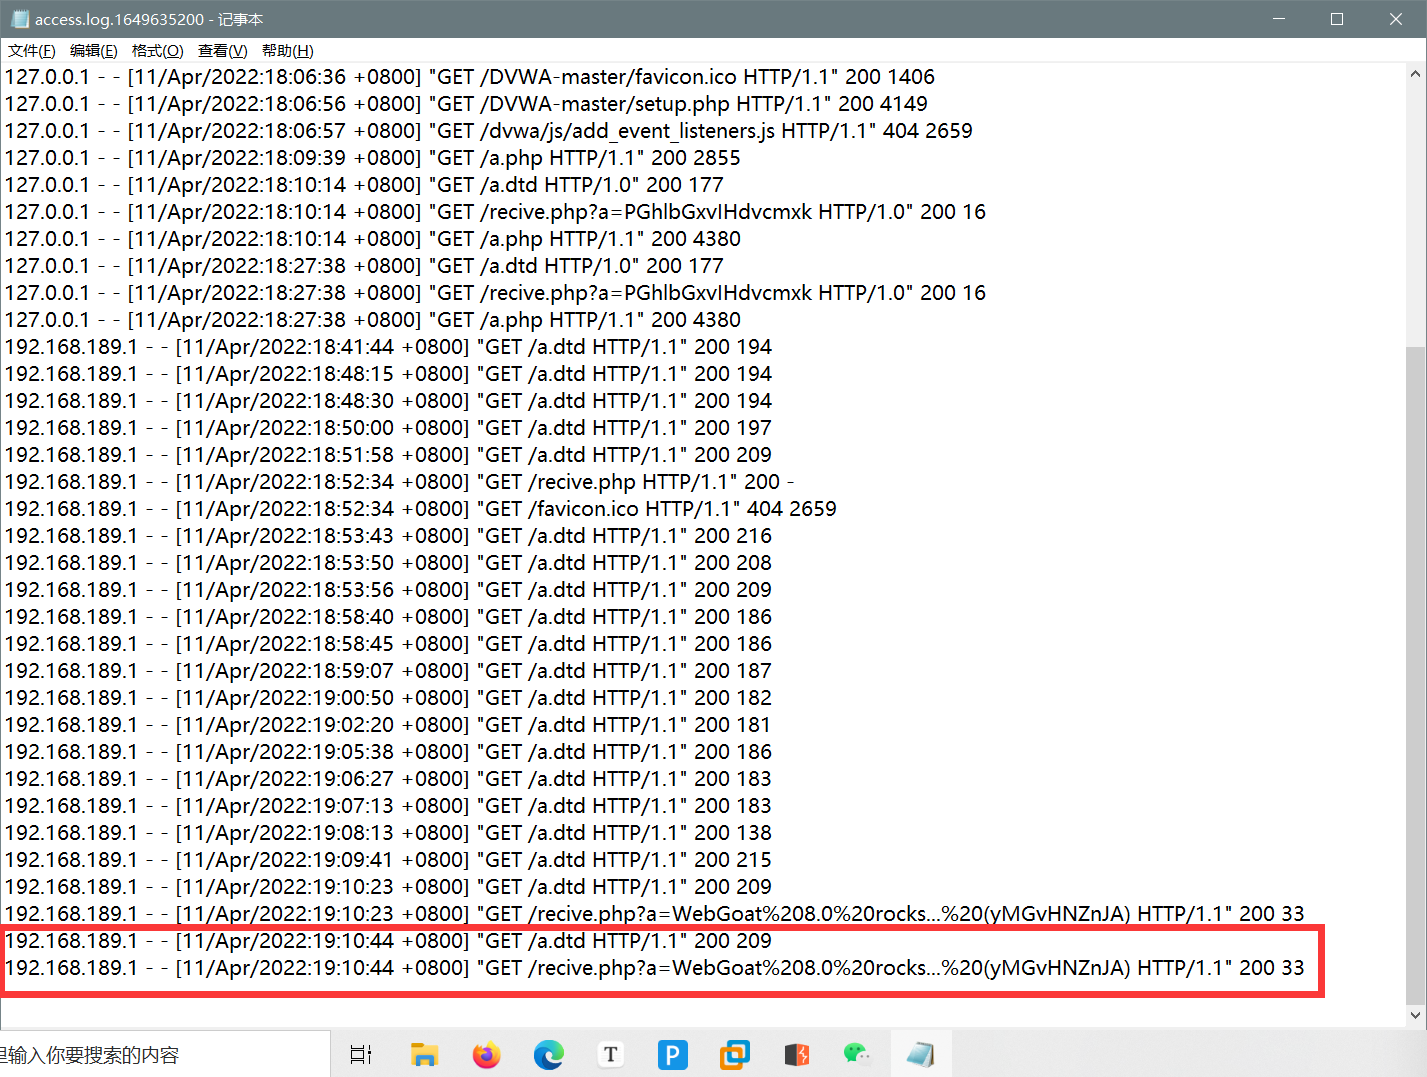 access.log.1649635200 - 记事本
文件(F) 编辑(E) 格式(O) 查看(V) 帮助(H)
127.0.0.1 - - [11/Apr/2022:18:06:36 +0800] "GET /DVWA-master/favicon.ico HTTP/1.1" 200 1406
127.0.0.1 - - [11/Apr/2022:18:06:56 +0800] "GET /DVWA-master/setup.php HTTP/1.1" 200 4149
127.0.0.1 - - [11/Apr/2022:18:06:57 +0800] "GET /dvwa/js/add_event_listeners.js HTTP/1.1" 404 2659
127.0.0.1 - - [11/Apr/2022:18:09:39 +0800] "GET /a.php HTTP/1.1" 200 2855
127.0.0.1 - - [11/Apr/2022:18:10:14 +0800] "GET /a.dtd HTTP/1.0" 200 177
127.0.0.1 - - [11/Apr/2022:18:10:14 +0800] "GET /recive.php?a=PGhlbGxvIHdvcmxk HTTP/1.0" 200 16
127.0.0.1 - - [11/Apr/2022:18:10:14 +0800] "GET /a.php HTTP/1.1" 200 4380
127.0.0.1 - - [11/Apr/2022:18:27:38 +0800] "GET /a.dtd HTTP/1.0" 200 177
127.0.0.1 - - [11/Apr/2022:18:27:38 +0800] "GET /recive.php?a=PGhlbGxvIHdvcmxk HTTP/1.0" 200 16
127.0.0.1 - - [11/Apr/2022:18:27:38 +0800] "GET /a.php HTTP/1.1" 200 4380
192.168.189.1 - - [11/Apr/2022:18:41:44 +0800] "GET /a.dtd HTTP/1.1" 200 194
192.168.189.1 - - [11/Apr/2022:18:48:15 +0800] "GET /a.dtd HTTP/1.1" 200 194
192.168.189.1 - - [11/Apr/2022:18:48:30 +0800] "GET /a.dtd HTTP/1.1" 200 194
192.168.189.1 - - [11/Apr/2022:18:50:00 +0800] "GET /a.dtd HTTP/1.1" 200 197
192.168.189.1 - - [11/Apr/2022:18:51:58 +0800] "GET /a.dtd HTTP/1.1" 200 209
192.168.189.1 - - [11/Apr/2022:18:52:34 +0800] "GET /recive.php HTTP/1.1" 200 -
192.168.189.1 - - [11/Apr/2022:18:52:34 +0800] "GET /favicon.ico HTTP/1.1" 404 2659
192.168.189.1 - - [11/Apr/2022:18:53:43 +0800] "GET /a.dtd HTTP/1.1" 200 216
192.168.189.1 - - [11/Apr/2022:18:53:50 +0800] "GET /a.dtd HTTP/1.1" 200 208
192.168.189.1 - - [11/Apr/2022:18:53:56 +0800] "GET /a.dtd HTTP/1.1" 200 209
192.168.189.1 - - [11/Apr/2022:18:58:40 +0800] "GET /a.dtd HTTP/1.1" 200 186
192.168.189.1 - - [11/Apr/2022:18:58:45 +0800] "GET /a.dtd HTTP/1.1" 200 186
192.168.189.1 - - [11/Apr/2022:18:59:07 +0800] "GET /a.dtd HTTP/1.1" 200 187
192.168.189.1 - - [11/Apr/2022:19:00:50 +0800] "GET /a.dtd HTTP/1.1" 200 182
192.168.189.1 - - [11/Apr/2022:19:02:20 +0800] "GET /a.dtd HTTP/1.1" 200 181
192.168.189.1 - - [11/Apr/2022:19:05:38 +0800] "GET /a.dtd HTTP/1.1" 200 186
192.168.189.1 - - [11/Apr/2022:19:06:27 +0800] "GET /a.dtd HTTP/1.1" 200 183
192.168.189.1 - - [11/Apr/2022:19:07:13 +0800] "GET /a.dtd HTTP/1.1" 200 183
192.168.189.1 - - [11/Apr/2022:19:08:13 +0800] "GET /a.dtd HTTP/1.1" 200 138
192.168.189.1 - - [11/Apr/2022:19:09:41 +0800] "GET /a.dtd HTTP/1.1" 200 215
192.168.189.1 - - [11/Apr/2022:19:10:23 +0800] "GET /a.dtd HTTP/1.1" 200 209
192.168.189.1 - - [11/Apr/2022:19:10:23 +0800] "GET /recive.php?a=WebGoat%208.0%20rocks...%20(yMGvHNZnJA) HTTP/1.1" 200 33
192.168.189.1 - - [11/Apr/2022:19:10:44 +0800] "GET /a.dtd HTTP/1.1" 200 209
192.168.189.1 - - [11/Apr/2022:19:10:44 +0800] "GET /recive.php?a=WebGoat%208.0%20rocks...%20(yMGvHNZnJA) HTTP/1.1" 200 33
里输入你要搜索的内容
T
P